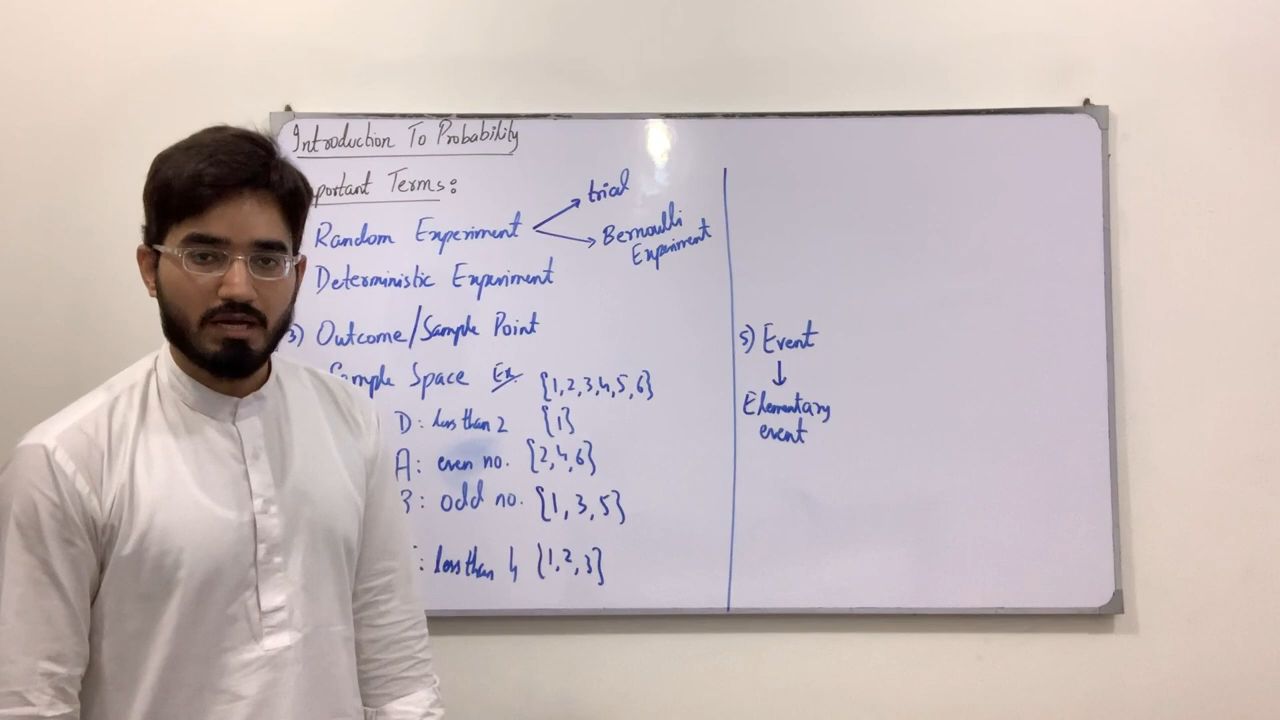 Introduction To Probability
portant Terms:
Random Experiment
trial
Bernoulli
Experiment
Deterministic Experiment
3) Outcome/Sample Point
Sample Space Ex {1,2,3,4,5,6}
D: less than 2 {1}
A: even no. {2,4,6}
: odd no. {1,3,5}
: less than 4 {1,2,3}
5) Event
Elementary
event